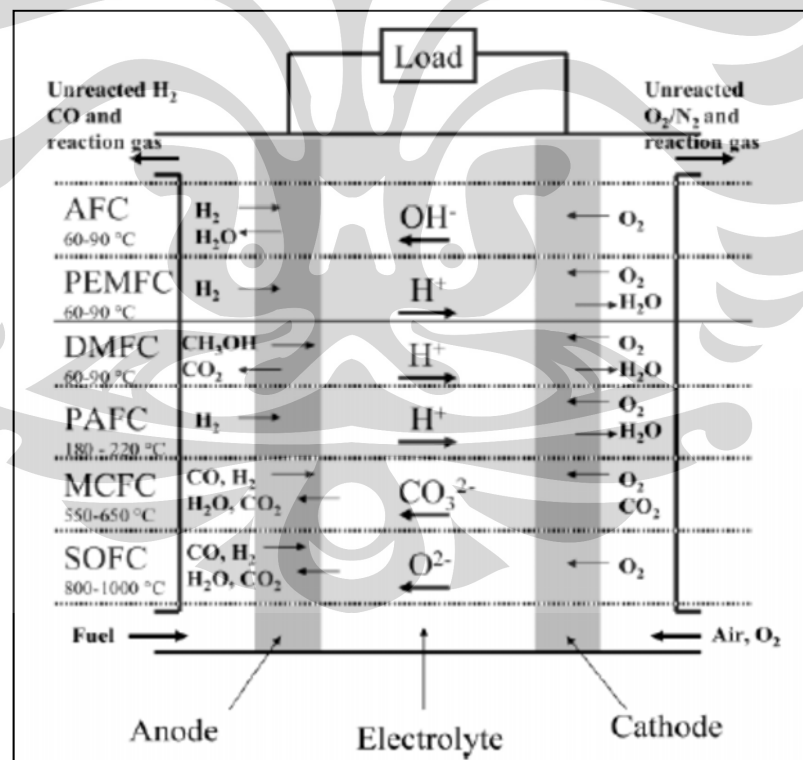 Load
Unreacted H₂
CO and
reaction gas
Unreacted
O₂/N₂ and
reaction gas
AFC
60-90 °C
H₂
H₂O
OH⁻
O₂
PEMFC
60-90 °C
H₂
H⁺
O₂
H₂O
DMFC
60-90 °C
CH₃OH
CO₂
H⁺
O₂
H₂O
PAFC
180 - 220 °C
H₂
H⁺
O₂
H₂O
MCFC
550-650 °C
CO, H₂
H₂O, CO₂
CO₃²⁻
O₂
CO₂
SOFC
800-1000 °C
CO, H₂
H₂O, CO₂
O²⁻
O₂
Fuel
Air, O₂
Anode
Electrolyte
Cathode